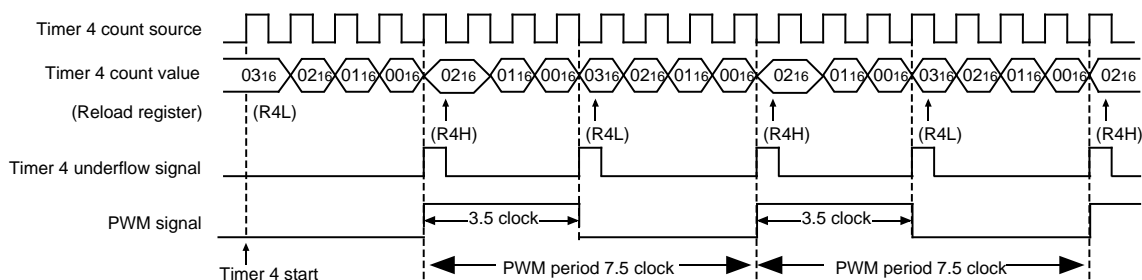 Timer 4 count source
Timer 4 count value
03₁₆ 02₁₆ 01₁₆ 00₁₆ 02₁₆ 01₁₆ 00₁₆ 03₁₆ 02₁₆ 01₁₆ 00₁₆ 02₁₆ 01₁₆ 00₁₆ 03₁₆ 02₁₆ 01₁₆ 00₁₆ 02₁₆
(Reload register) (R4L)
(R4H) (R4L) (R4H) (R4L) (R4H)
Timer 4 underflow signal
PWM signal
3.5 clock 3.5 clock
Timer 4 start
PWM period 7.5 clock PWM period 7.5 clock